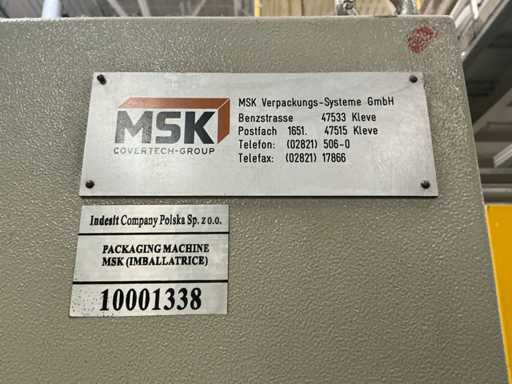 MSK
COVERTECH-GROUP
MSK Verpackungs-Systeme GmbH
Benzstrasse 47533 Kleve
Postfach 1651. 47515 Kleve
Telefon: (02821) 506-0
Telefax: (02821) 17866
Indesit Company Polska Sp. z o.o.
PACKAGING MACHINE
MSK (IMBALLATRICE)
10001338